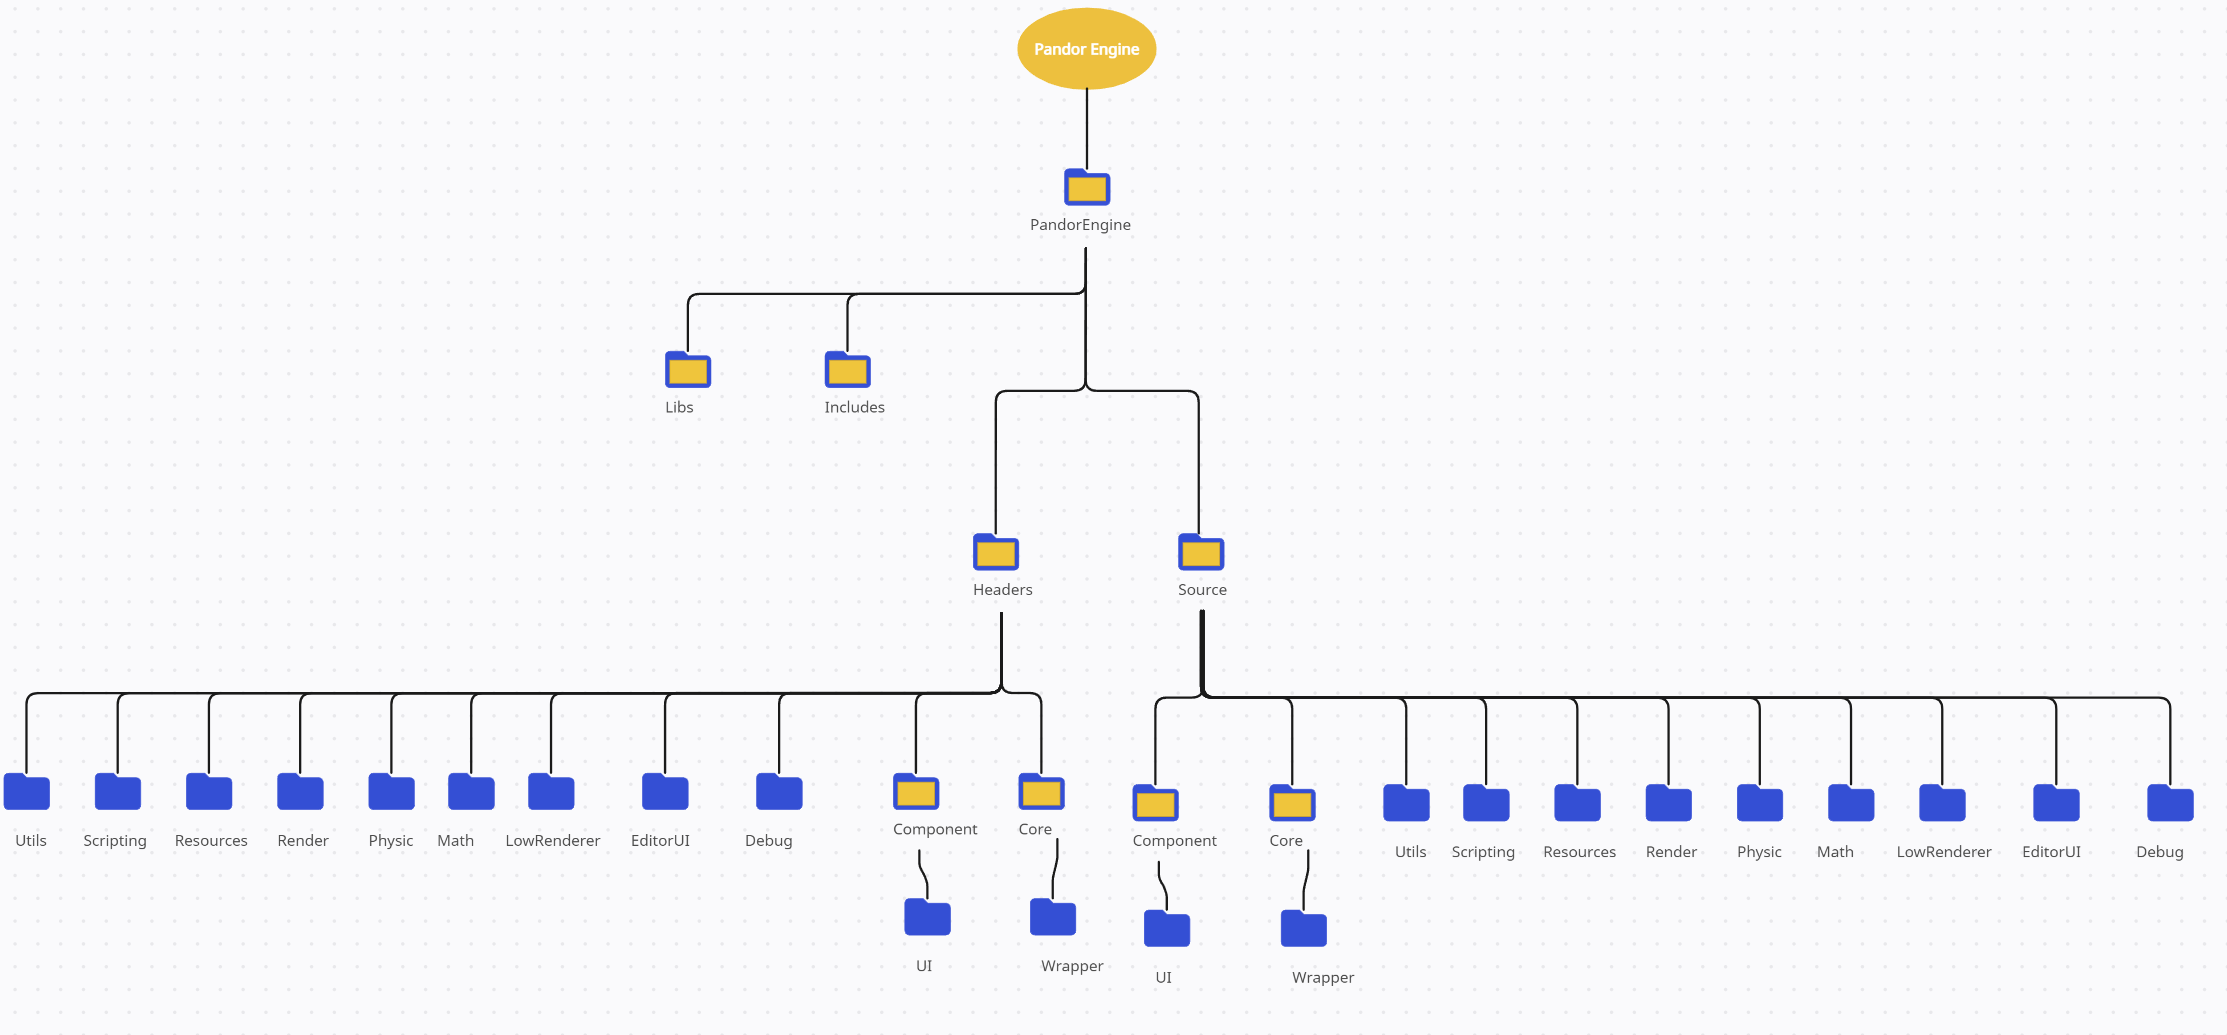 Pandor Engine
PandorEngine
Libs
Includes
Headers
Source
Utils
Scripting
Resources
Render
Physic
Math
LowRenderer
EditorUI
Debug
Component
Core
Component
Core
Utils
Scripting
Resources
Render
Physic
Math
LowRenderer
EditorUI
Debug
UI
Wrapper
UI
Wrapper